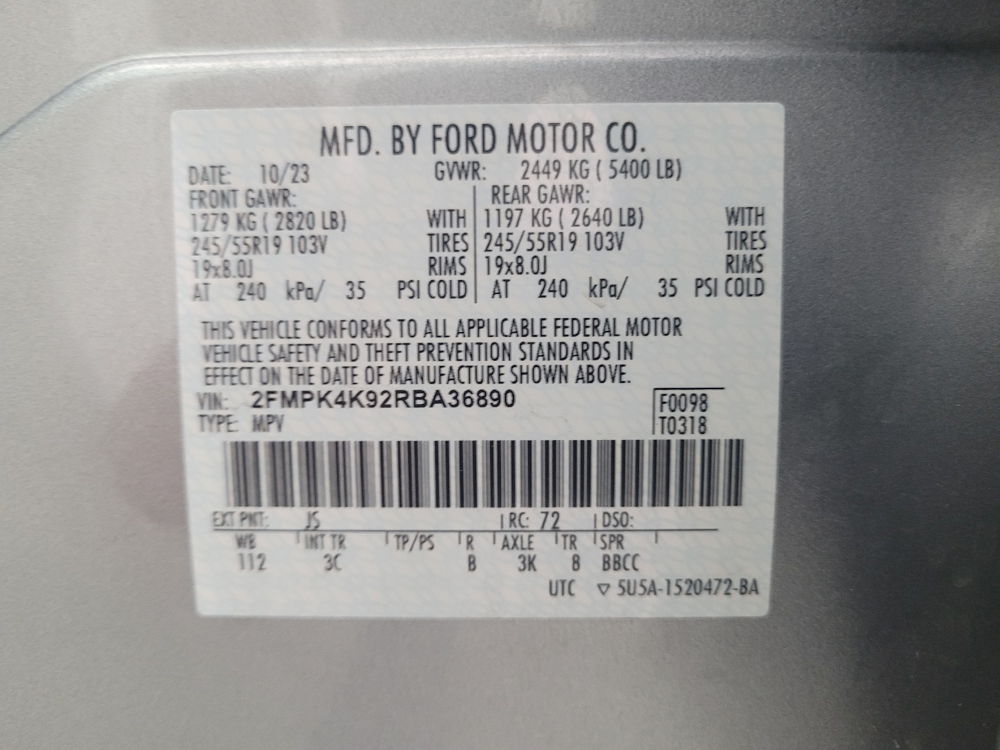 MFD. BY FORD MOTOR CO.
DATE: 10/23 GVWR: 2449 KG ( 5400 LB)
FRONT GAWR: REAR GAWR:
1279 KG ( 2820 LB) WITH 1197 KG ( 2640 LB) WITH
245/55R19 103V TIRES 245/55R19 103V TIRES
19x8.0J RIMS 19x8.0J RIMS
AT 240 kPa/ 35 PSI COLD AT 240 kPa/ 35 PSI COLD
THIS VEHICLE CONFORMS TO ALL APPLICABLE FEDERAL MOTOR
VEHICLE SAFETY AND THEFT PREVENTION STANDARDS IN
EFFECT ON THE DATE OF MANUFACTURE SHOWN ABOVE.
VIN: 2FMPK4K92RBA36890 F0098
TYPE: MPV T0318
EXT PNT: JS RC: 72 DSO:
WB INT TR TP/PS R AXLE TR SPR
112 3C B 3K 8 BBCC
UTC ▽ 5U5A-1520472-BA